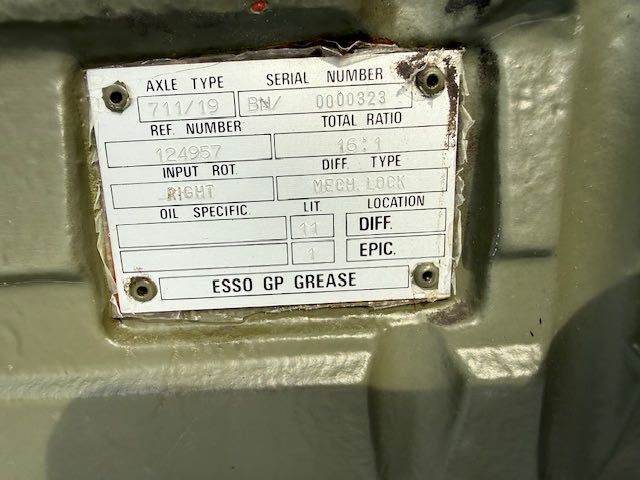 AXLE TYPE SERIAL NUMBER
711/19 BN/ 0000323
REF. NUMBER TOTAL RATIO
124957 16:1
INPUT ROT. DIFF. TYPE
RIGHT MECH.LOCK
OIL SPECIFIC. LIT. LOCATION
11 DIFF.
1 EPIC.
ESSO GP GREASE